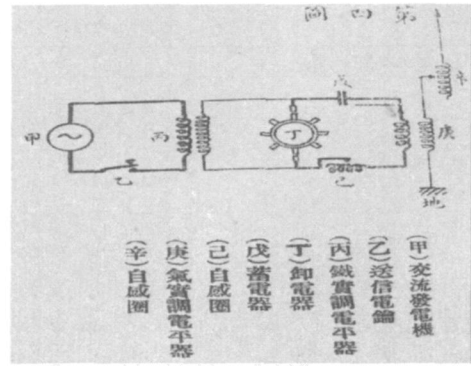 第四圖
辛
戊
庚
丁
丙
甲
己
乙
地
(甲)交流發電機
(乙)送信電鑰
(丙)鐵實調電平器
(丁)卸電器
(戊)蓄電器
(己)自感圈
(庚)氣實調電平器
(辛)自感圈